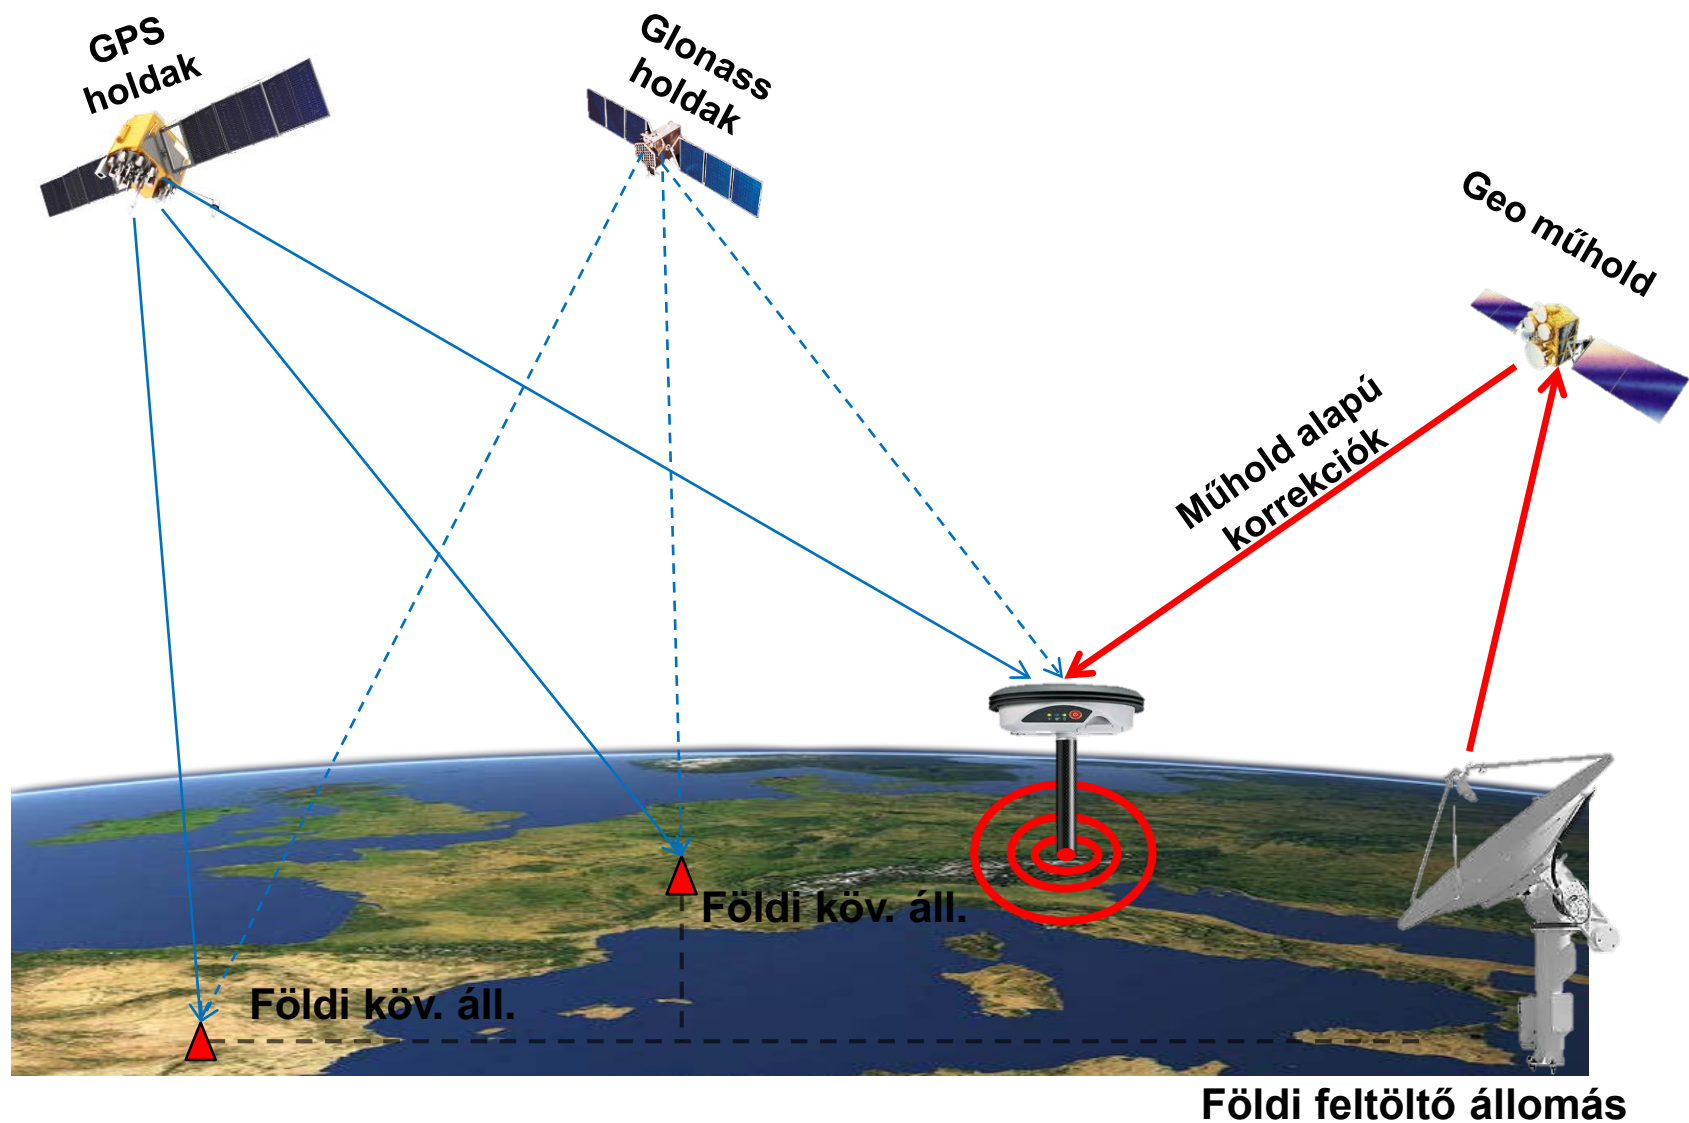 GPS
holdak
Glonass
holdak
Geo műhold
Műhold alapú
korrekciók
Földi köv. áll.
Földi köv. áll.
Földi feltöltő állomás